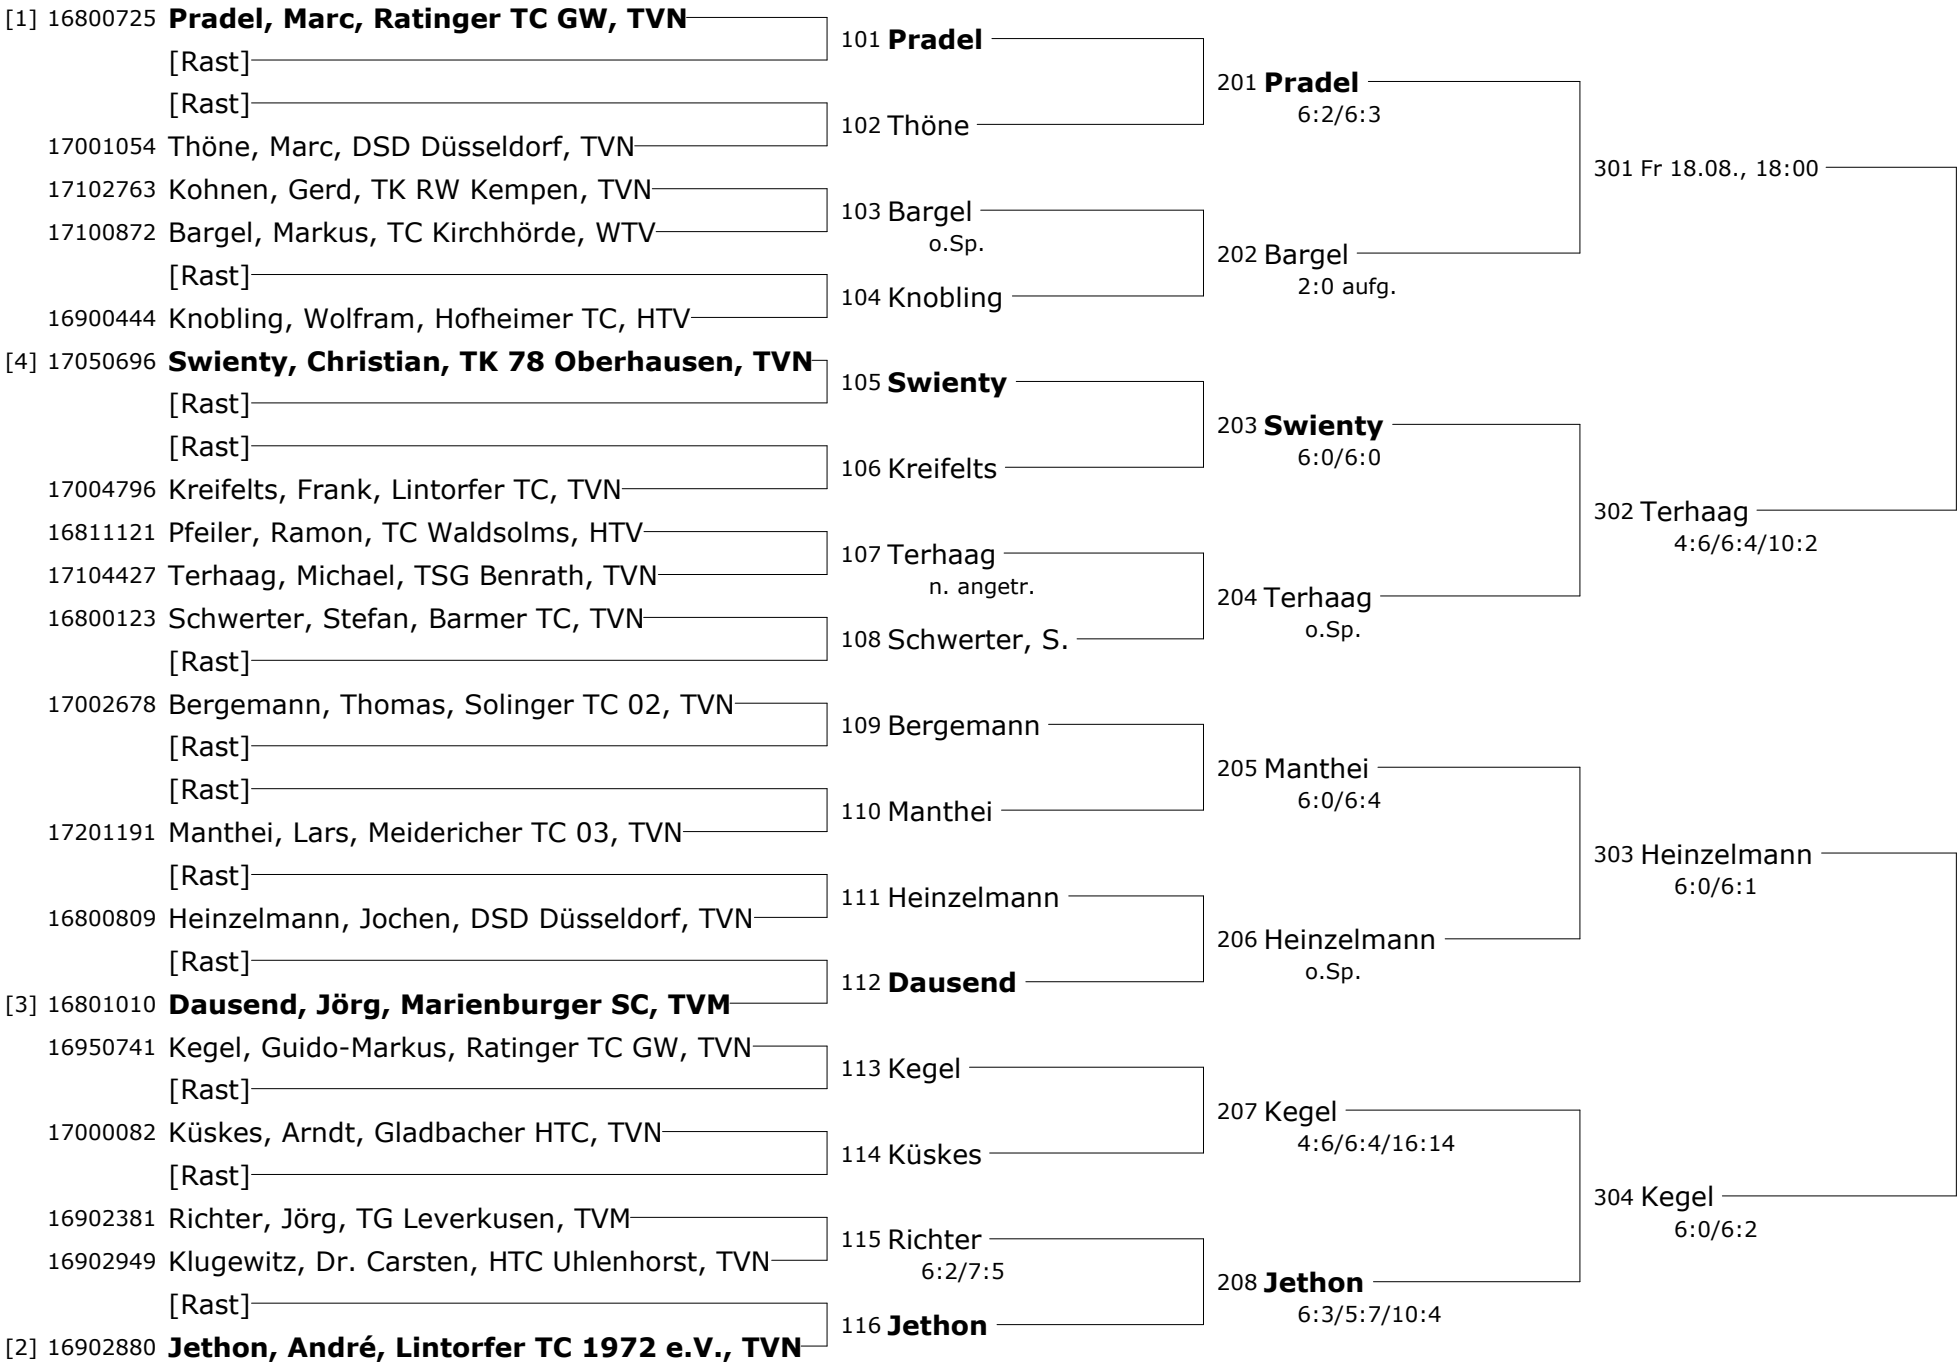 [1] 16800725 Pradel, Marc, Ratinger TC GW, TVN
[Rast]
[Rast]
17001054 Thöne, Marc, DSD Düsseldorf, TVN
17102763 Kohnen, Gerd, TK RW Kempen, TVN
17100872 Bargel, Markus, TC Kirchhörde, WTV
[Rast]
16900444 Knobling, Wolfram, Hofheimer TC, HTV
[4] 17050696 Swienty, Christian, TK 78 Oberhausen, TVN
[Rast]
[Rast]
17004796 Kreifelts, Frank, Lintorfer TC, TVN
16811121 Pfeiler, Ramon, TC Waldsolms, HTV
17104427 Terhaag, Michael, TSG Benrath, TVN
16800123 Schwerter, Stefan, Barmer TC, TVN
[Rast]
17002678 Bergemann, Thomas, Solinger TC 02, TVN
[Rast]
[Rast]
17201191 Manthei, Lars, Meidericher TC 03, TVN
[Rast]
16800809 Heinzelmann, Jochen, DSD Düsseldorf, TVN
[Rast]
[3] 16801010 Dausend, Jörg, Marienburger SC, TVM
16950741 Kegel, Guido-Markus, Ratinger TC GW, TVN
[Rast]
17000082 Küskes, Arndt, Gladbacher HTC, TVN
[Rast]
16902381 Richter, Jörg, TG Leverkusen, TVM
16902949 Klugewitz, Dr. Carsten, HTC Uhlenhorst, TVN
[Rast]
[2] 16902880 Jethon, André, Lintorfer TC 1972 e.V., TVN
101 Pradel
102 Thöne
103 Bargel
o.Sp.
104 Knobling
105 Swienty
106 Kreifelts
107 Terhaag
n. angetr.
108 Schwerter, S.
109 Bergemann
110 Manthei
111 Heinzelmann
112 Dausend
113 Kegel
114 Küskes
115 Richter
6:2/7:5
116 Jethon
201 Pradel
6:2/6:3
202 Bargel
2:0 aufg.
203 Swienty
6:0/6:0
204 Terhaag
o.Sp.
205 Manthei
6:0/6:4
206 Heinzelmann
o.Sp.
207 Kegel
4:6/6:4/16:14
208 Jethon
6:3/5:7/10:4
301 Fr 18.08., 18:00
302 Terhaag
4:6/6:4/10:2
303 Heinzelmann
6:0/6:1
304 Kegel
6:0/6:2